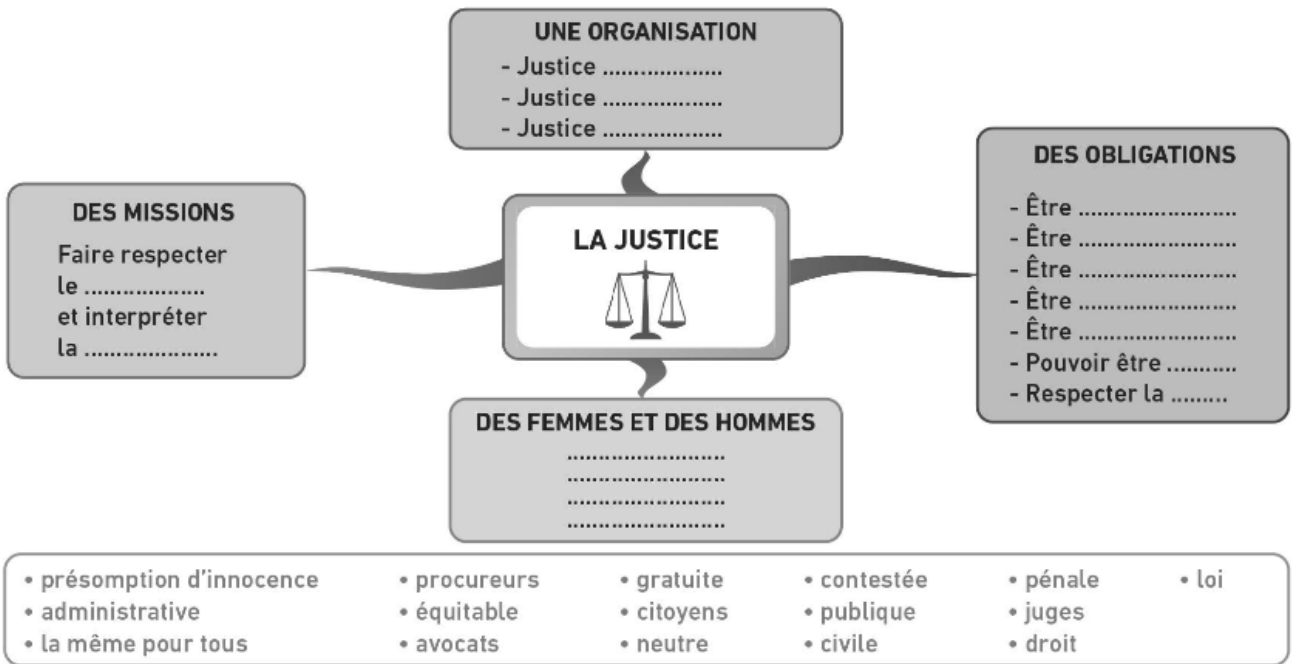 UNE ORGANISATION
- Justice ....................
- Justice ....................
- Justice ....................
DES MISSIONS
Faire respecter
le ....................
et interpréter
la ......................
LA JUSTICE
DES OBLIGATIONS
- Être ..........................
- Être ..........................
- Être ..........................
- Être ..........................
- Être ..........................
- Pouvoir être ...........
- Respecter la .........
DES FEMMES ET DES HOMMES
..........................
..........................
..........................
..........................
• présomption d'innocence • procureurs • gratuite • contestée • pénale • loi
• administrative • équitable • citoyens • publique • juges
• la même pour tous • avocats • neutre • civile • droit